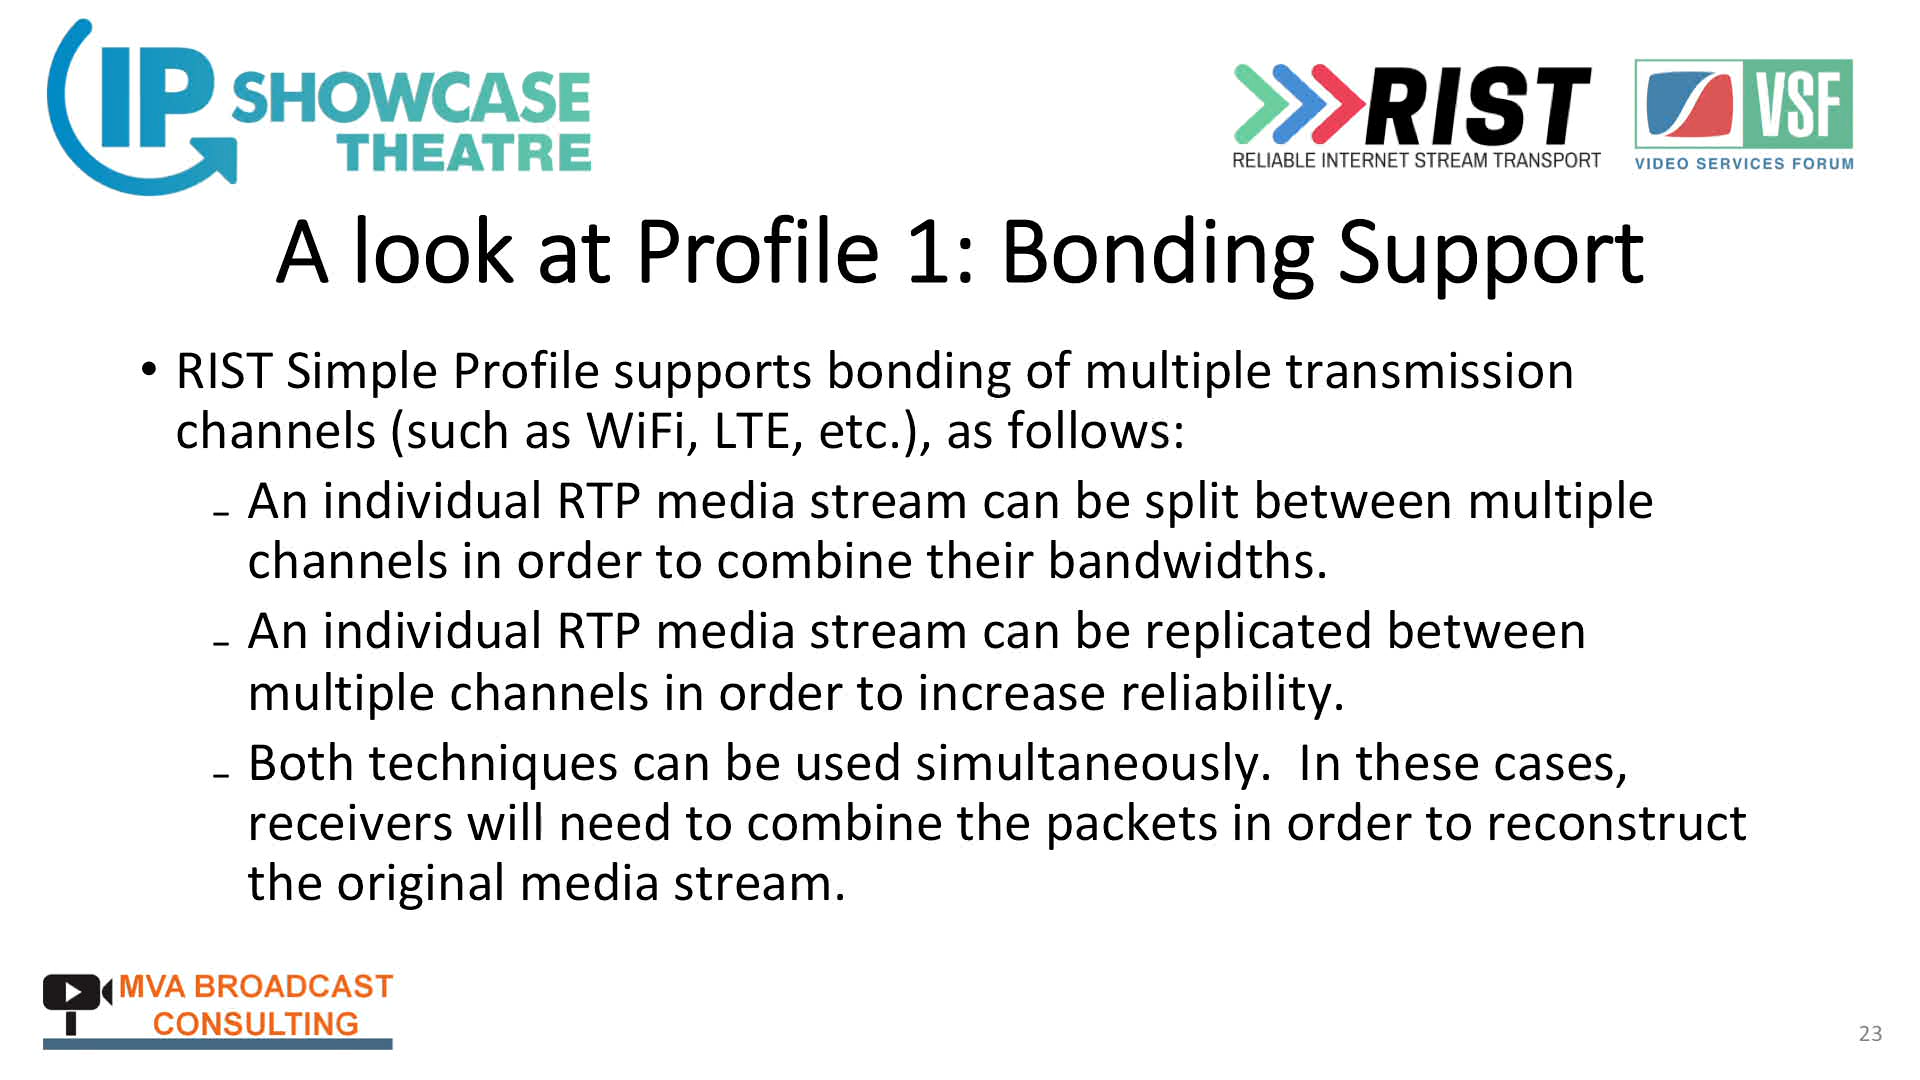 IP SHOWCASE
THEATRE
RIST
RELIABLE INTERNET STREAM TRANSPORT
VSF
VIDEO SERVICES FORUM
A look at Profile 1: Bonding Support
• RIST Simple Profile supports bonding of multiple transmission
channels (such as WiFi, LTE, etc.), as follows:
– An individual RTP media stream can be split between multiple
channels in order to combine their bandwidths.
– An individual RTP media stream can be replicated between
multiple channels in order to increase reliability.
– Both techniques can be used simultaneously.  In these cases,
receivers will need to combine the packets in order to reconstruct
the original media stream.
MVA BROADCAST
CONSULTING
23